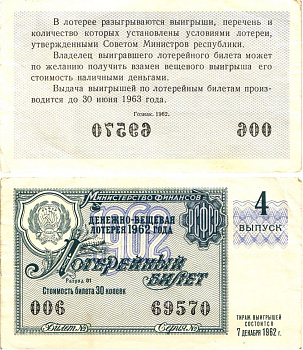 В лотерее разыгрываются выигрыши, перечень и
количество которых установлены условиями лотереи,
утвержденными Советом Министров республики.
Владелец выигравшего лотерейного билета может
по желанию получить взамен вещевого выигрыша его
стоимость наличными деньгами.
Выдача выигрышей по лотерейным билетам произ-
водится до 30 июня 1963 года.
Гознак. 1962.
69570 006
Министерство Финансов
Денежно-вещевая
лотерея 1962 года
4
ВЫПУСК
Лотерейный
билет
Разряд 01
Стоимость билета 30 копеек
006 69570
Билет № Серия №
ТИРАЖ ВЫИГРЫШЕЙ
СОСТОИТСЯ
7 ДЕКАБРЯ 1962 г.